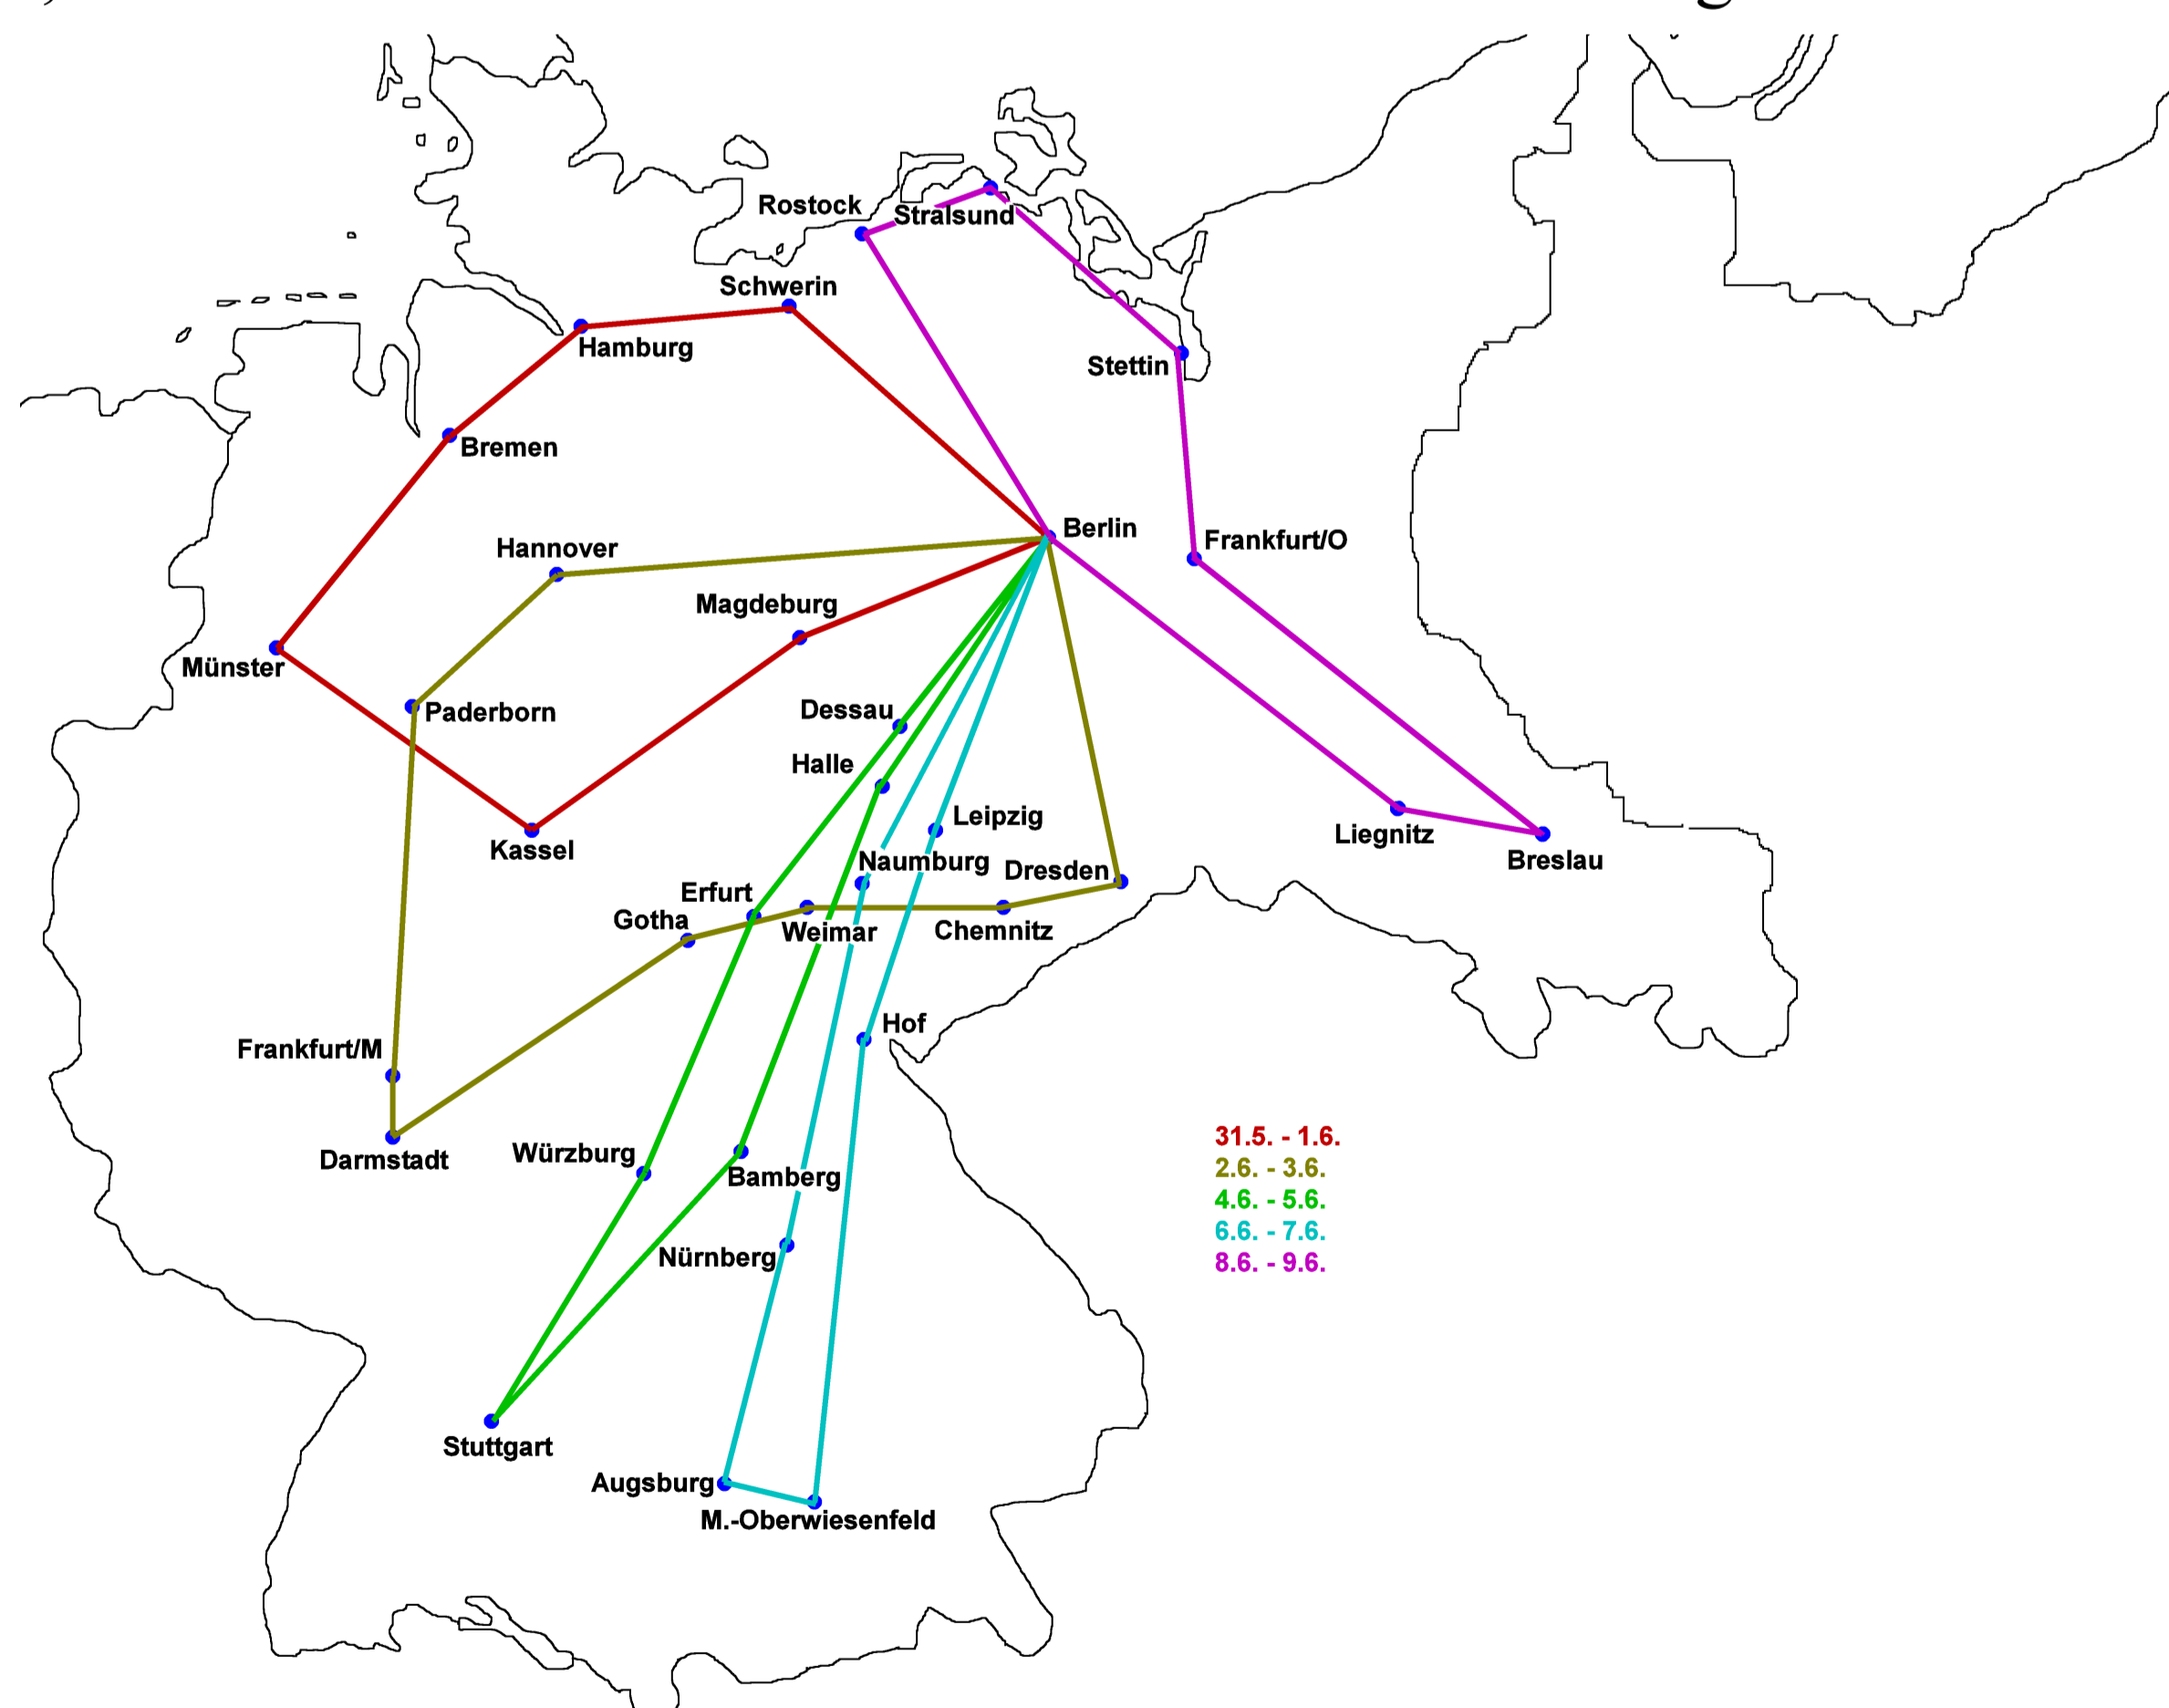 Rostock
Stralsund
Schwerin
Hamburg
Stettin
Bremen
Berlin
Frankfurt/O
Hannover
Magdeburg
Münster
Paderborn
Dessau
Halle
Leipzig
Liegnitz
Kassel
Breslau
Naumburg
Dresden
Erfurt
Gotha
Weimar
Chemnitz
Hof
Frankfurt/M
Würzburg
Darmstadt
Bamberg
Nürnberg
31.5. - 1.6.
2.6. - 3.6.
4.6. - 5.6.
6.6. - 7.6.
8.6. - 9.6.
Stuttgart
Augsburg
M.-Oberwiesenfeld